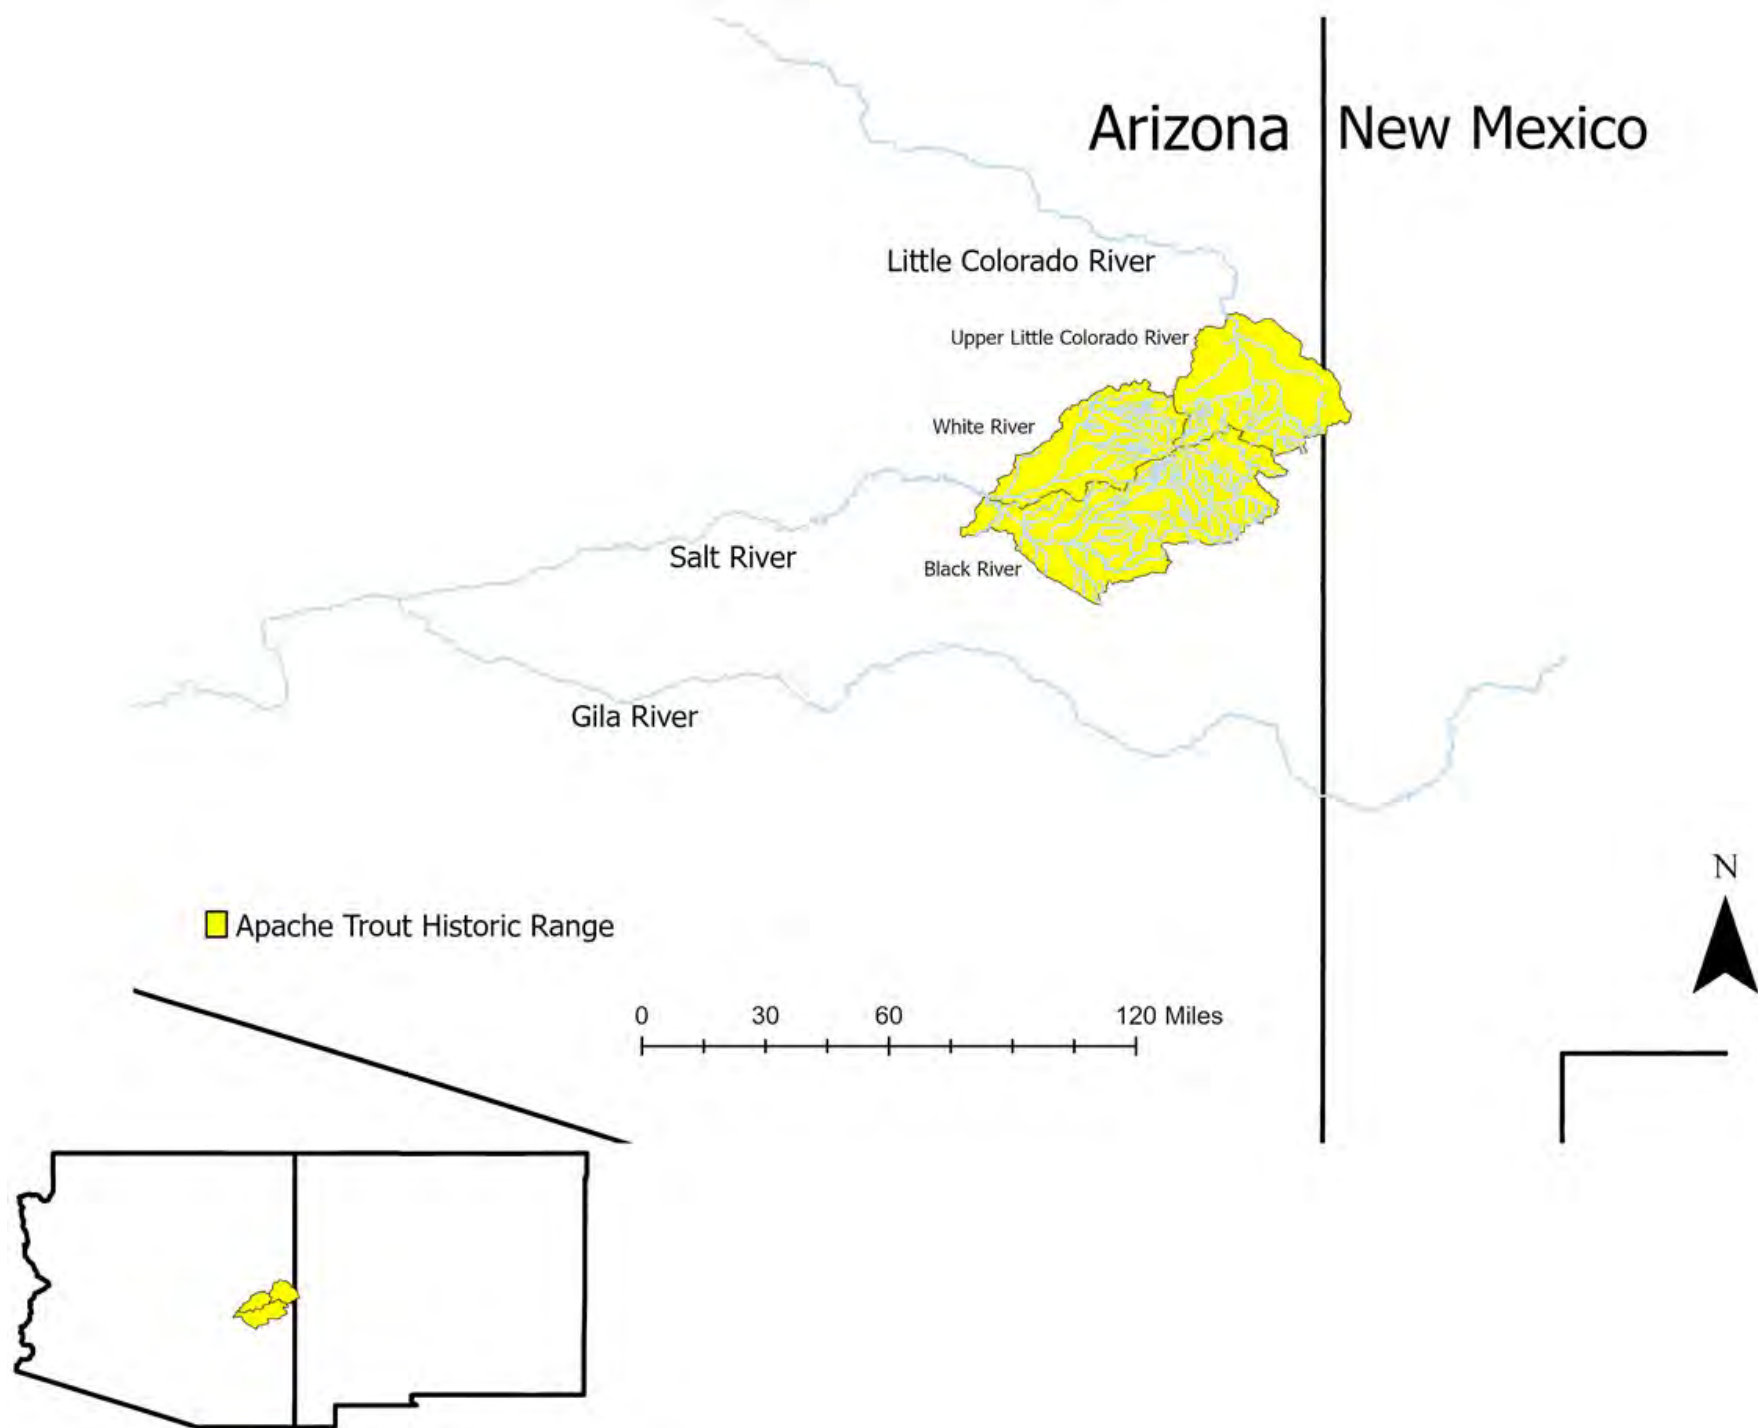 Arizona
New Mexico
Little Colorado River
Upper Little Colorado River
White River
Salt River
Black River
Gila River
N
Apache Trout Historic Range
0 30 60 120 Miles